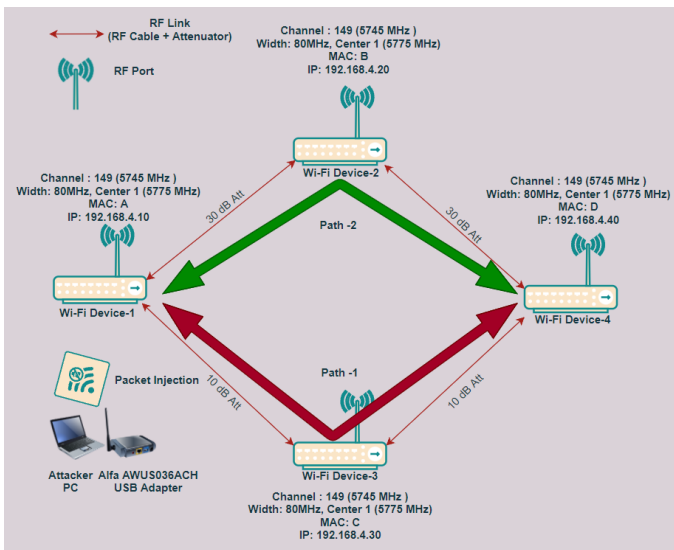 RF Link
(RF Cable + Attenuator)
RF Port
Channel : 149 (5745 MHz )
Width: 80MHz, Center 1 (5775 MHz)
MAC: B
IP: 192.168.4.20
Wi-Fi Device-2
Channel : 149 (5745 MHz )
Width: 80MHz, Center 1 (5775 MHz)
MAC: A
IP: 192.168.4.10
Wi-Fi Device-1
Channel : 149 (5745 MHz )
Width: 80MHz, Center 1 (5775 MHz)
MAC: D
IP: 192.168.4.40
Wi-Fi Device-4
30 dB Att
30 dB Att
Path -2
Path -1
10 dB Att
10 dB Att
Packet Injection
Attacker
PC
Alfa AWUS036ACH
USB Adapter
Wi-Fi Device-3
Channel : 149 (5745 MHz )
Width: 80MHz, Center 1 (5775 MHz)
MAC: C
IP: 192.168.4.30